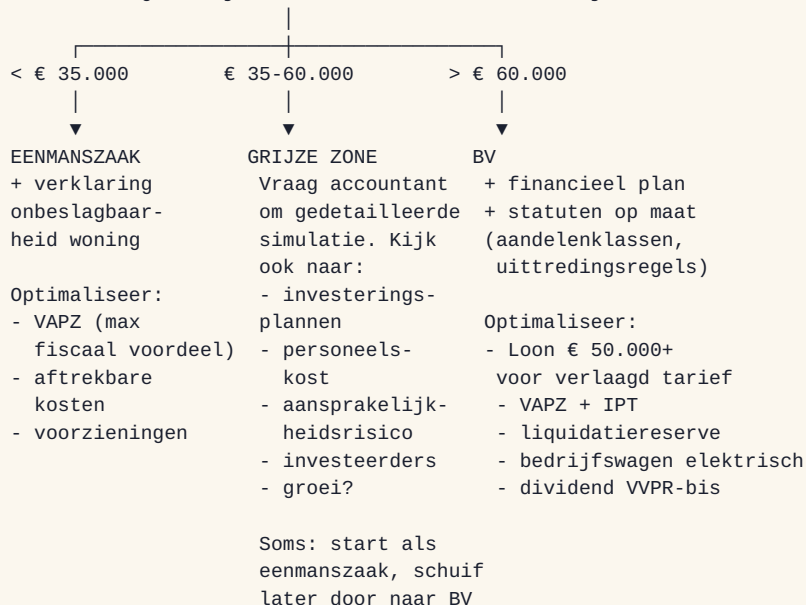 < € 35.000 € 35-60.000 > € 60.000
EENMANSZAAK GRIJZE ZONE BV
+ verklaring Vraag accountant + financieel plan
onbeslagbaar- om gedetailleerde + statuten op maat
heid woning simulatie. Kijk (aandelenklassen,
ook naar: uittredingsregels)
Optimaliseer: - investerings-
- VAPZ (max plannen Optimaliseer:
fiscaal voordeel) - personeels- - Loon € 50.000+
- aftrekbare kost voor verlaagd tarief
kosten - aansprakelijk- - VAPZ + IPT
- voorzieningen heidsrisico - liquidatiereserve
- investeerders - bedrijfswagen elektrisch
- groei? - dividend VVPR-bis
Soms: start als
eenmanszaak, schuif
later door naar BV